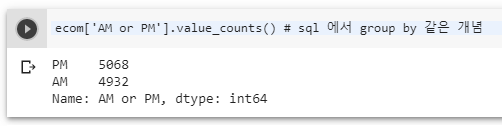 ecom['AM or PM'].value_counts() # sql 에서 group by 같은 개념
PM    5068
AM    4932
Name: AM or PM, dtype: int64